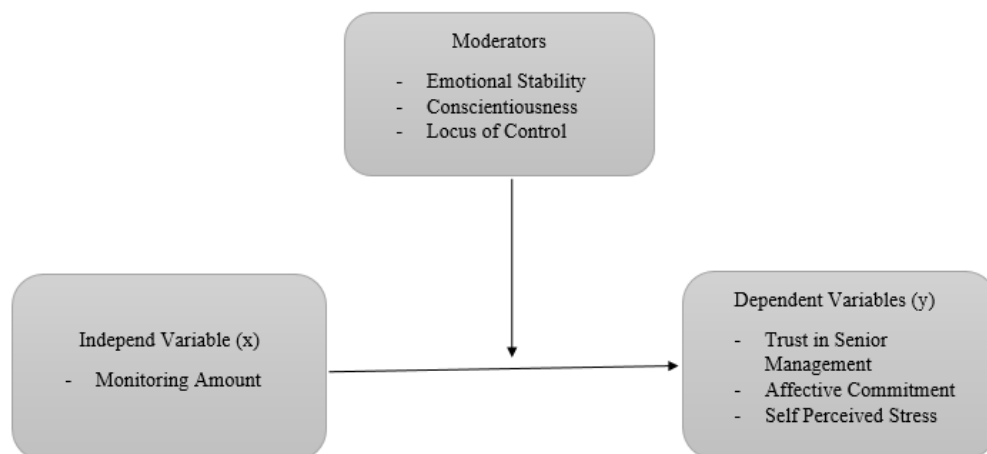 Moderators
- Emotional Stability
- Conscientiousness
- Locus of Control
Independ Variable (x)
- Monitoring Amount
Dependent Variables (y)
- Trust in Senior
Management
- Affective Commitment
- Self Perceived Stress